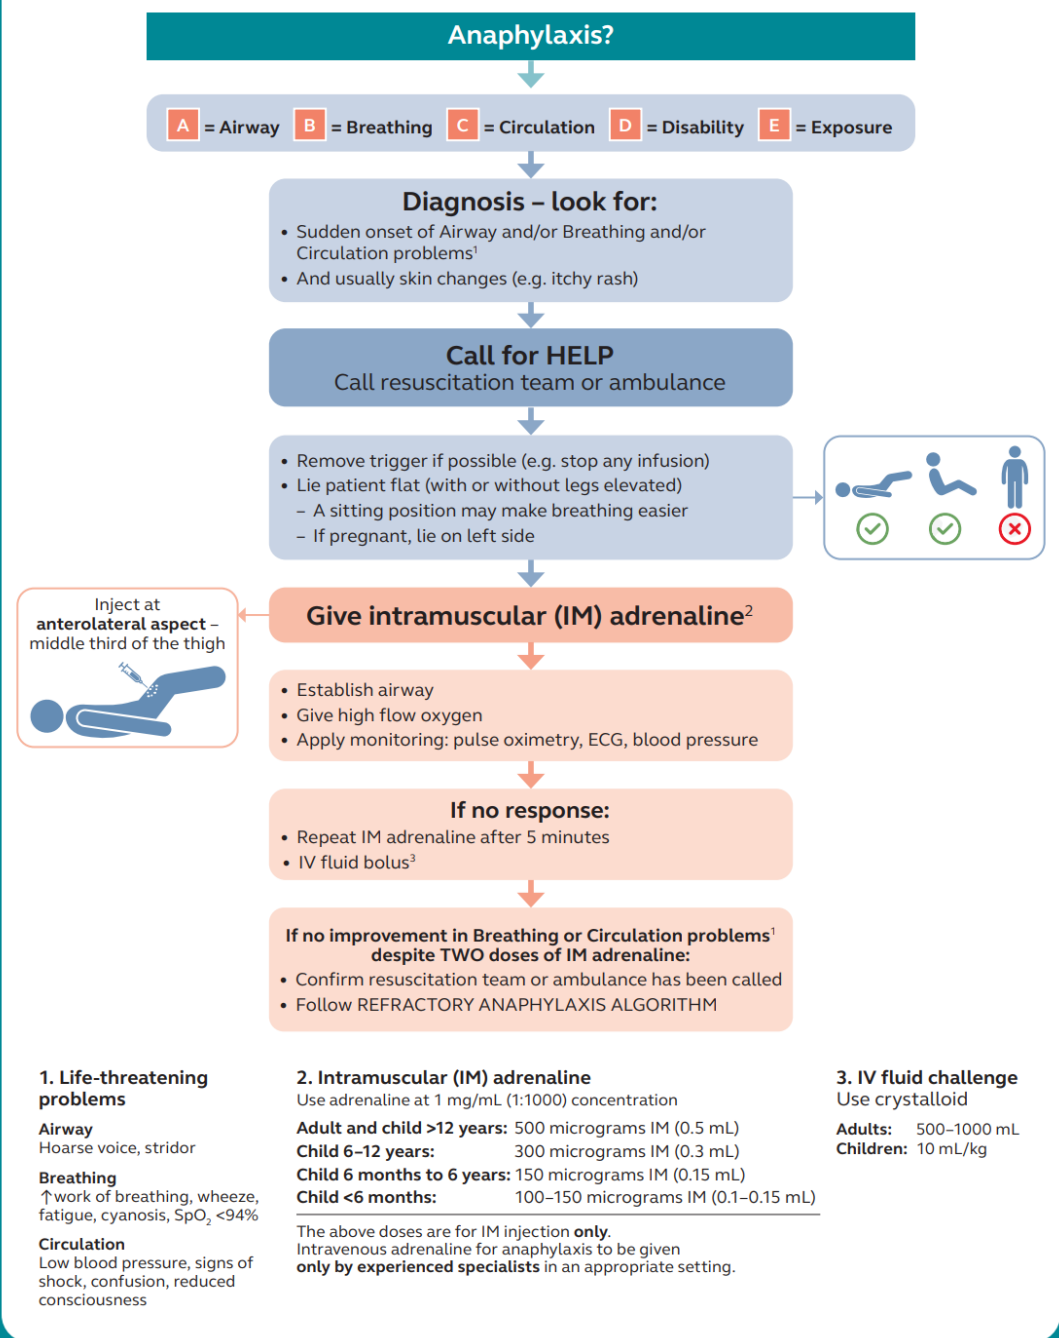 Anaphylaxis?
A = Airway B = Breathing C = Circulation D = Disability E = Exposure
Diagnosis – look for:
• Sudden onset of Airway and/or Breathing and/or
Circulation problems¹
• And usually skin changes (e.g. itchy rash)
Call for HELP
Call resuscitation team or ambulance
• Remove trigger if possible (e.g. stop any infusion)
• Lie patient flat (with or without legs elevated)
– A sitting position may make breathing easier
– If pregnant, lie on left side
Give intramuscular (IM) adrenaline²
Inject at
anterolateral aspect –
middle third of the thigh
• Establish airway
• Give high flow oxygen
• Apply monitoring: pulse oximetry, ECG, blood pressure
If no response:
• Repeat IM adrenaline after 5 minutes
• IV fluid bolus³
If no improvement in Breathing or Circulation problems¹
despite TWO doses of IM adrenaline:
• Confirm resuscitation team or ambulance has been called
• Follow REFRACTORY ANAPHYLAXIS ALGORITHM
1. Life-threatening
problems
Airway
Hoarse voice, stridor
Breathing
↑work of breathing, wheeze,
fatigue, cyanosis, SpO₂ <94%
Circulation
Low blood pressure, signs of
shock, confusion, reduced
consciousness
2. Intramuscular (IM) adrenaline
Use adrenaline at 1 mg/mL (1:1000) concentration
Adult and child >12 years: 500 micrograms IM (0.5 mL)
Child 6–12 years: 300 micrograms IM (0.3 mL)
Child 6 months to 6 years: 150 micrograms IM (0.15 mL)
Child <6 months: 100–150 micrograms IM (0.1–0.15 mL)
The above doses are for IM injection only.
Intravenous adrenaline for anaphylaxis to be given
only by experienced specialists in an appropriate setting.
3. IV fluid challenge
Use crystalloid
Adults: 500–1000 mL
Children: 10 mL/kg